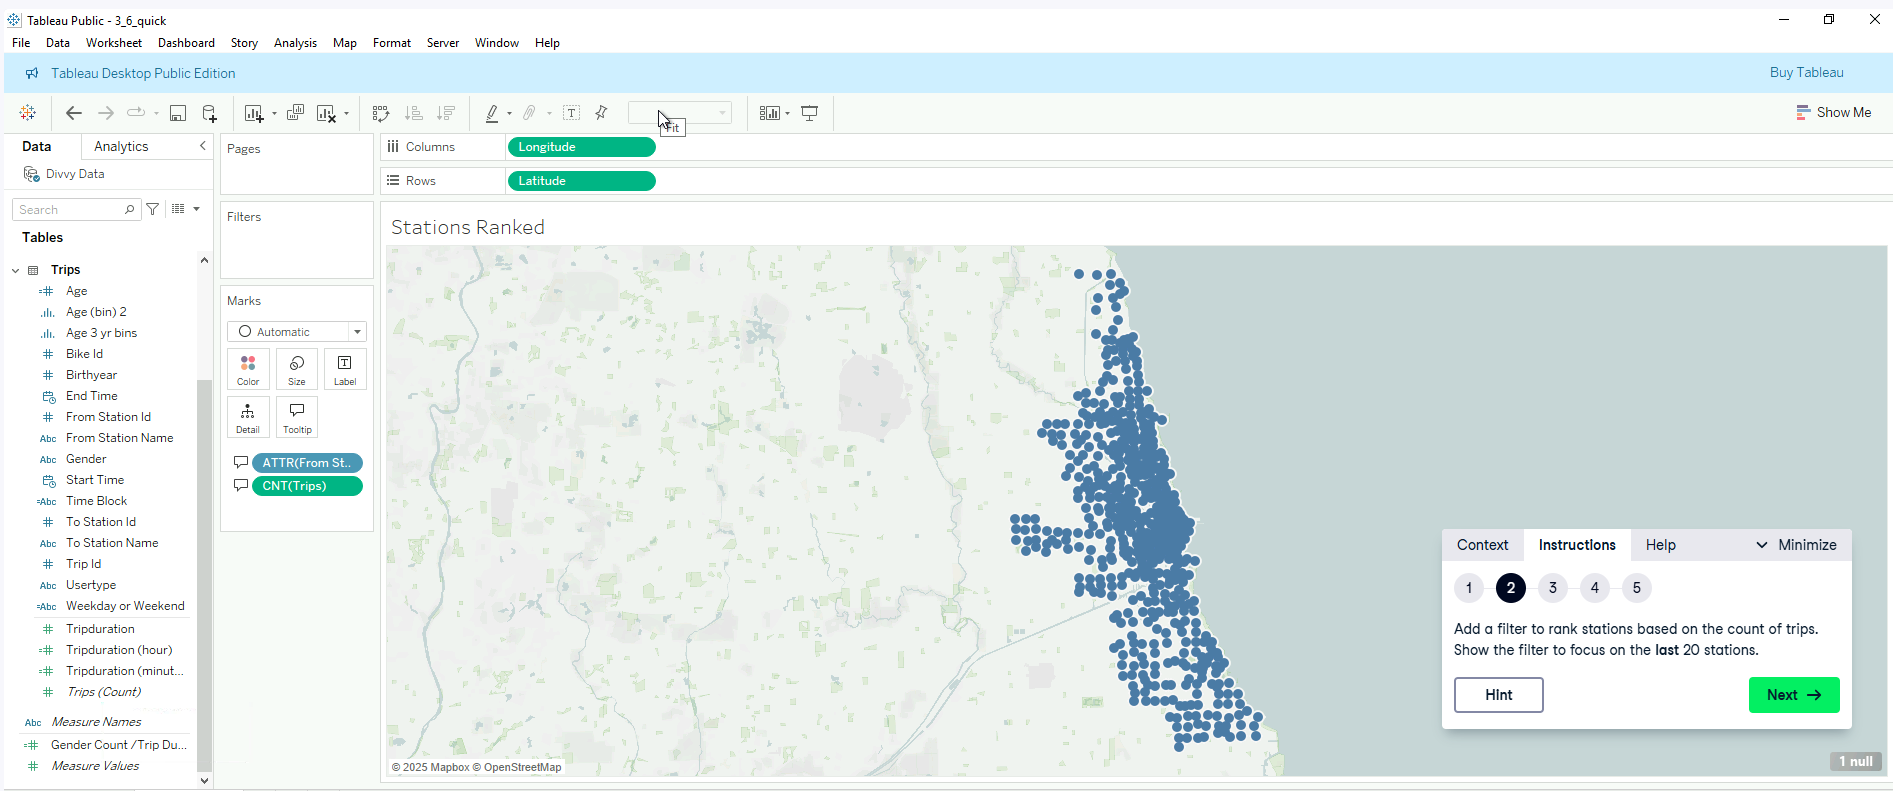 Tableau Public - 3_6_quick
File Data Worksheet Dashboard Story Analysis Map Format Server Window Help
Tableau Desktop Public Edition
Buy Tableau
Fit
Show Me
Data
Analytics
Divvy Data
Search
Tables
Trips
Age
Age (bin) 2
Age 3 yr bins
Bike Id
Birthyear
End Time
From Station Id
Abc From Station Name
Abc Gender
Start Time
=Abc Time Block
To Station Id
Abc To Station Name
Trip Id
Abc Usertype
=Abc Weekday or Weekend
Tripduration
Tripduration (hour)
Tripduration (minut...
Trips (Count)
Abc Measure Names
Gender Count /Trip Du...
Measure Values
Pages
Filters
Marks
Automatic
Color Size Label
Detail Tooltip
ATTR(From St..
CNT(Trips)
Columns
Longitude
Rows
Latitude
Stations Ranked
© 2025 Mapbox © OpenStreetMap
1 null
Context Instructions Help Minimize
1 2 3 4 5
Add a filter to rank stations based on the count of trips.
Show the filter to focus on the last 20 stations.
HInt
Next